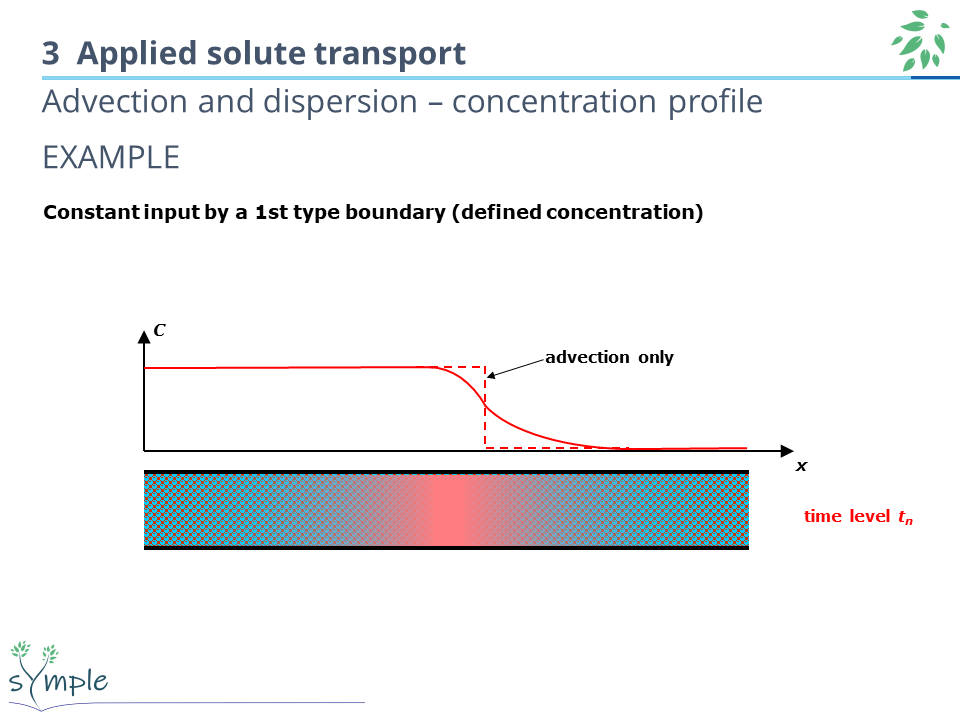 3 Applied solute transport
Advection and dispersion – concentration profile
EXAMPLE
Constant input by a 1st type boundary (defined concentration)
C
advection only
x
time level tn
symple